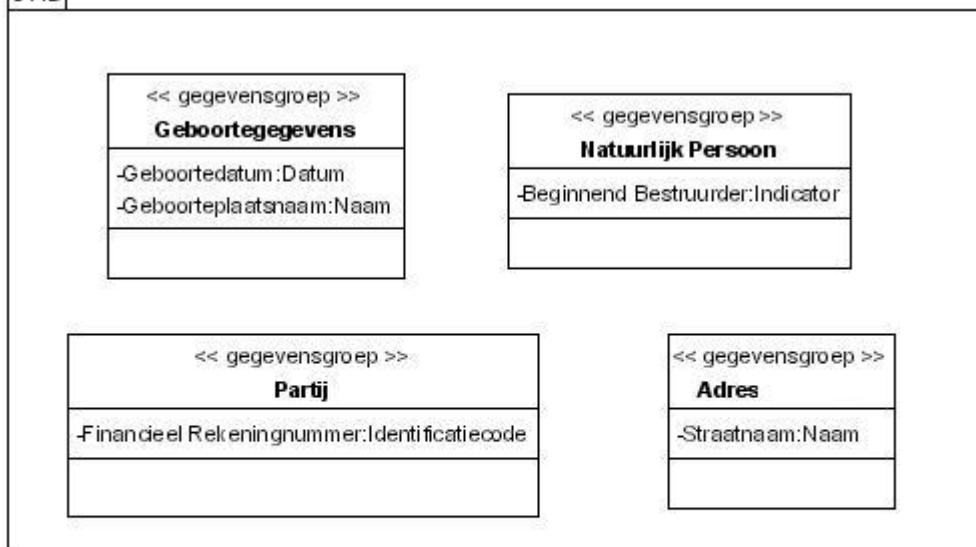 << gegevensgroep >>
Geboortegegevens
-Geboortedatum:Datum
-Geboorteplaatsnaam:Naam
<< gegevensgroep >>
Natuurlijk Persoon
-Beginnend Bestruurder:Indicator
<< gegevensgroep >>
Partij
-Financieel Rekeningnummer:Identificatiecode
<< gegevensgroep >>
Adres
-Straatnaam:Naam